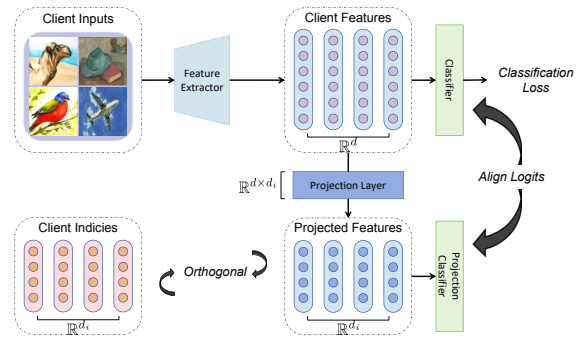 Client Inputs
Client Features
Feature
Extractor
Classifier
Classification
Loss
ℝ^d
ℝ^{d×d_i}
Projection Layer
Align Logits
Client Indicies
Orthogonal
Projected Features
Projection
Classifier
ℝ^{d_i}
ℝ^{d_i}